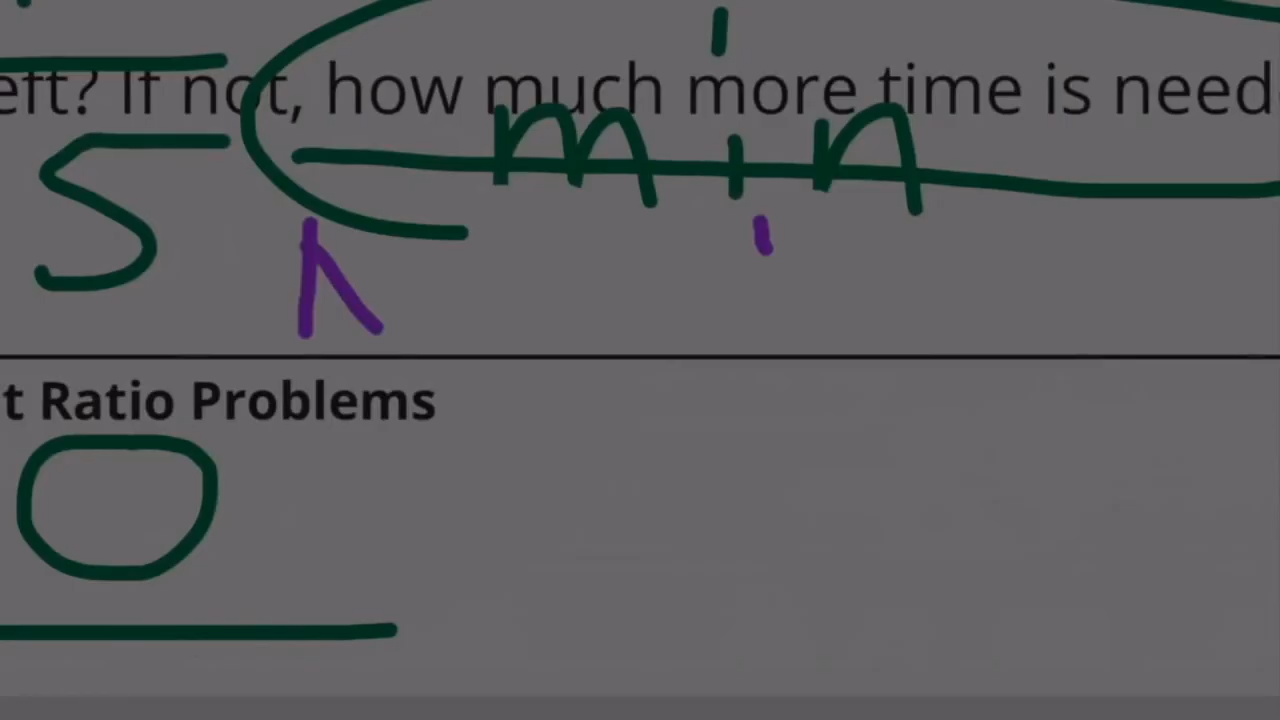 eft? If not, how much more time is need
5 min
t Ratio Problems
0